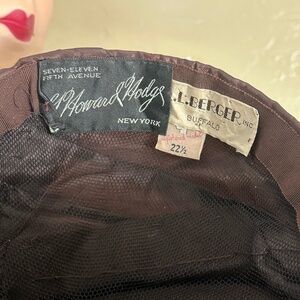 SEVEN-ELEVEN
FIFTH AVENUE
Howard Hodge
NEW YORK
L.BERGER, INC.
BUFFALO
22½